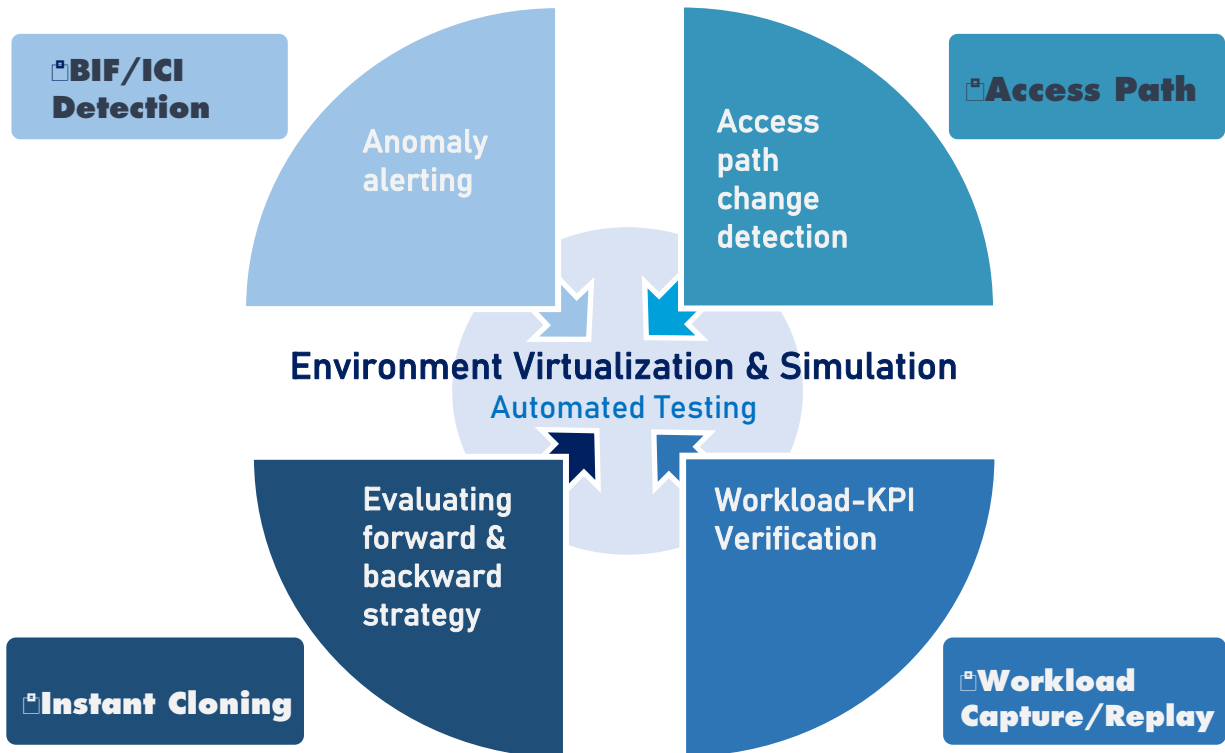 BIF/ICI
Detection
Anomaly
alerting
Access
path
change
detection
Access Path
Environment Virtualization & Simulation
Automated Testing
Evaluating
forward &
backward
strategy
Workload-KPI
Verification
Instant Cloning
Workload
Capture/Replay